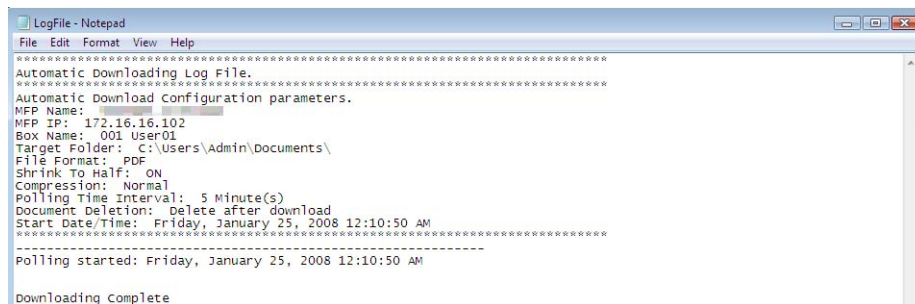 LogFile - Notepad
File Edit Format View Help
******************************************************************************
Automatic Downloading Log File.
******************************************************************************
Automatic Download Configuration parameters.
MFP Name:
MFP IP: 172.16.16.102
Box Name: 001 User01
Target Folder: C:\Users\Admin\Documents\
File Format: PDF
Shrink To Half: ON
Compression: Normal
Polling Time Interval: 5 Minute(s)
Document Deletion: Delete after download
Start Date/Time: Friday, January 25, 2008 12:10:50 AM
******************************************************************************
--------------------------------------------------------------
Polling started: Friday, January 25, 2008 12:10:50 AM
Downloading Complete